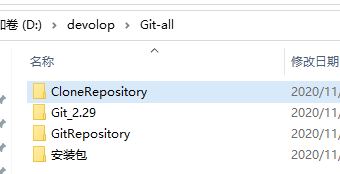 加卷 (D:) > devolop > Git-all
名称 修改日期
CloneRepository 2020/11/
Git_2.29 2020/11/
GitRepository 2020/11/
安装包 2020/11/